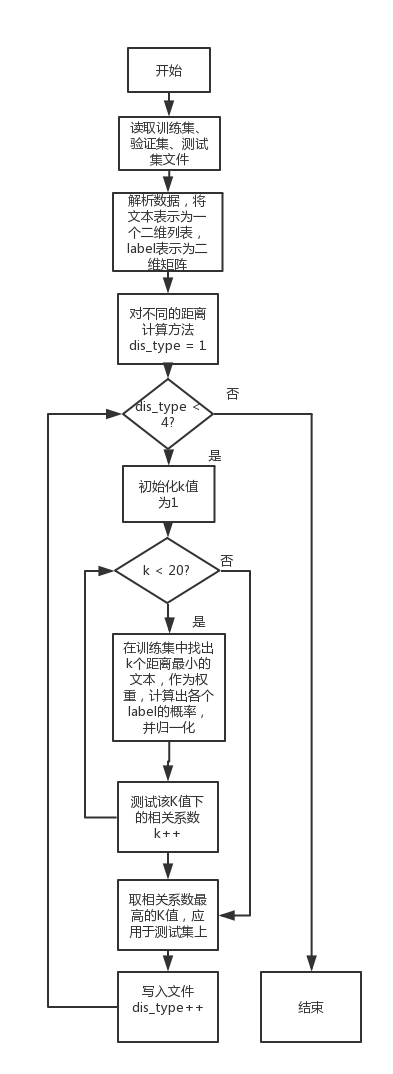 开始
读取训练集、
验证集、测试
集文件
解析数据，将
文本表示为一
个二维列表，
label表示为二
维矩阵
对不同的距离
计算方法
dis_type = 1
dis_type <
4?
否
是
初始化k值
为1
k < 20?
否
是
在训练集中找出
k个距离最小的
文本，作为权
重，计算出各个
label的概率，
并归一化
测试该K值下
的相关系数
k++
取相关系数最
高的K值，应
用于测试集上
写入文件
dis_type++
结束